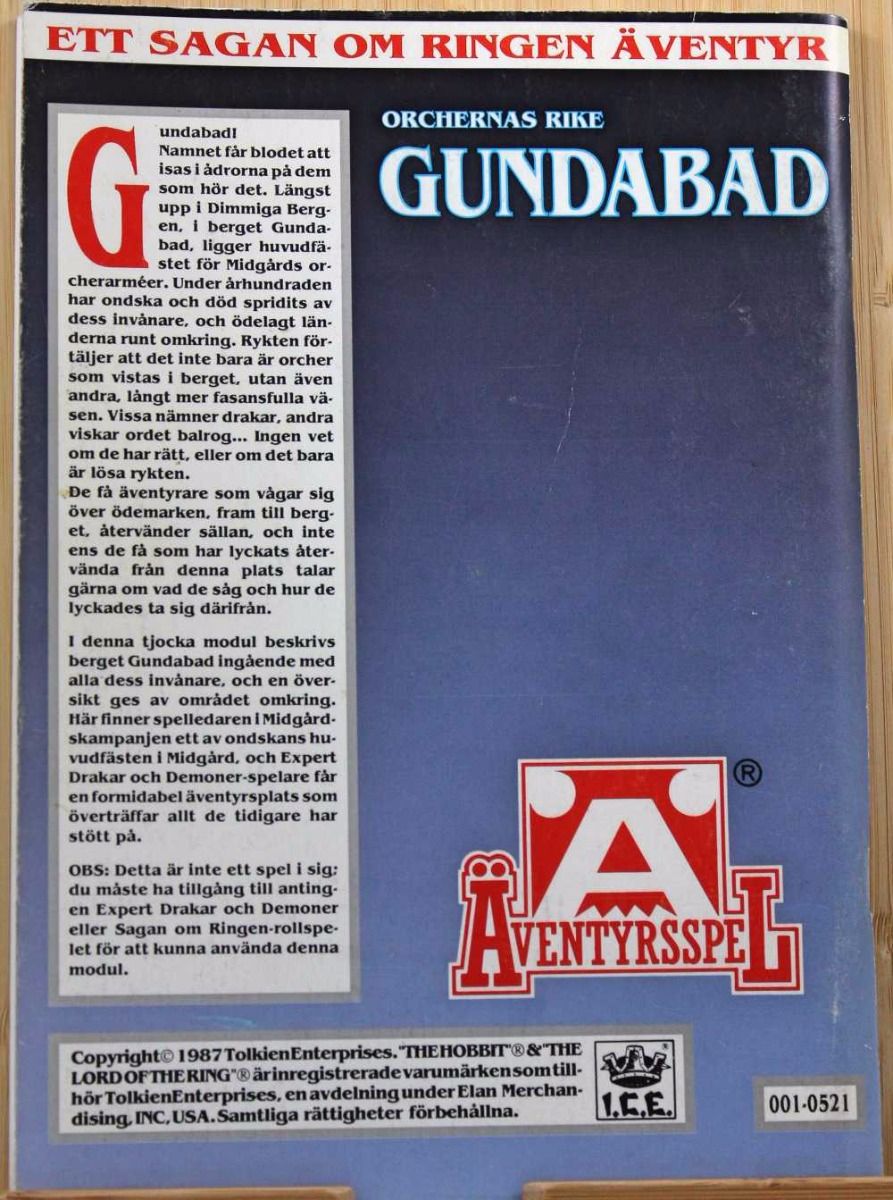 ETT SAGAN OM RINGEN ÄVENTYR
ORCHERNAS RIKE
GUNDABAD
Gundabad!
Namnet får blodet att
isas i ådrorna på dem
som hör det. Längst
upp i Dimmiga Berg-
en, i berget Gunda-
bad, ligger huvudfä-
stet för Midgårds or-
cherarméer. Under århundraden
har ondska och död spridits av
dess invånare, och ödelagt län-
derna runt omkring. Rykten för-
täljer att det inte bara är orcher
som vistas i berget, utan även
andra, långt mer fasansfulla vä-
sen. Vissa nämner drakar, andra
viskar ordet balrog... Ingen vet
om de har rätt, eller om det bara
är lösa rykten.
De få äventyrare som vågar sig
över ödemarken, fram till berg-
et, återvänder sällan, och inte
ens de få som har lyckats åter-
vända från denna plats talar
gärna om vad de såg och hur de
lyckades ta sig därifrån.
I denna tjocka modul beskrivs
berget Gundabad ingående med
alla dess invånare, och en över-
sikt ges av området omkring.
Här finner spelledaren i Midgård-
skampanjen ett av ondskans hu-
vudfästen i Midgård, och Expert
Drakar och Demoner-spelare får
en formidabel äventyrsplats som
överträffar allt de tidigare har
stött på.
OBS: Detta är inte ett spel i sig;
du måste ha tillgång till anting-
en Expert Drakar och Demoner
eller Sagan om Ringen-rollspe-
let för att kunna använda denna
modul.
Ä
®
ÄVENTYRSSPEL
Copyright© 1987 Tolkien Enterprises. "THE HOBBIT"® & "THE
LORD OF THE RING"® är inregistrerade varumärken som till-
hör Tolkien Enterprises, en avdelning under Elan Merchan-
dising, INC, USA. Samtliga rättigheter förbehållna.
®
I.C.E.
001-0521